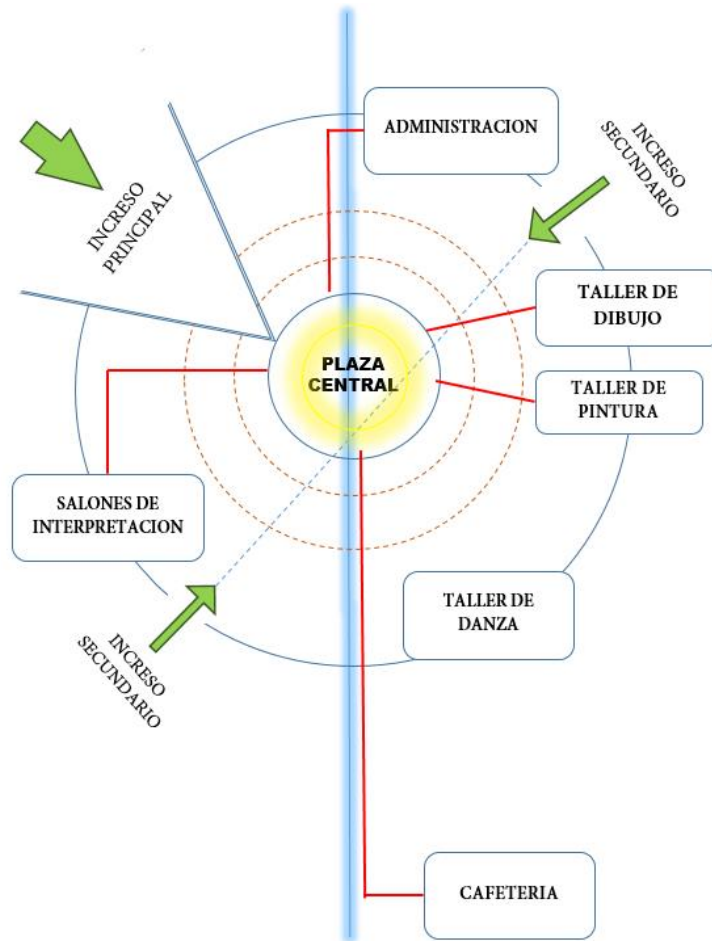 ADMINISTRACION
INCRESO
SECUNDARIO
INCRESO
PRINCIPAL
TALLER DE
DIBUJO
PLAZA
CENTRAL
TALLER DE
PINTURA
SALONES DE
INTERPRETACION
TALLER DE
DANZA
INCRESO
SECUNDARIO
CAFETERIA